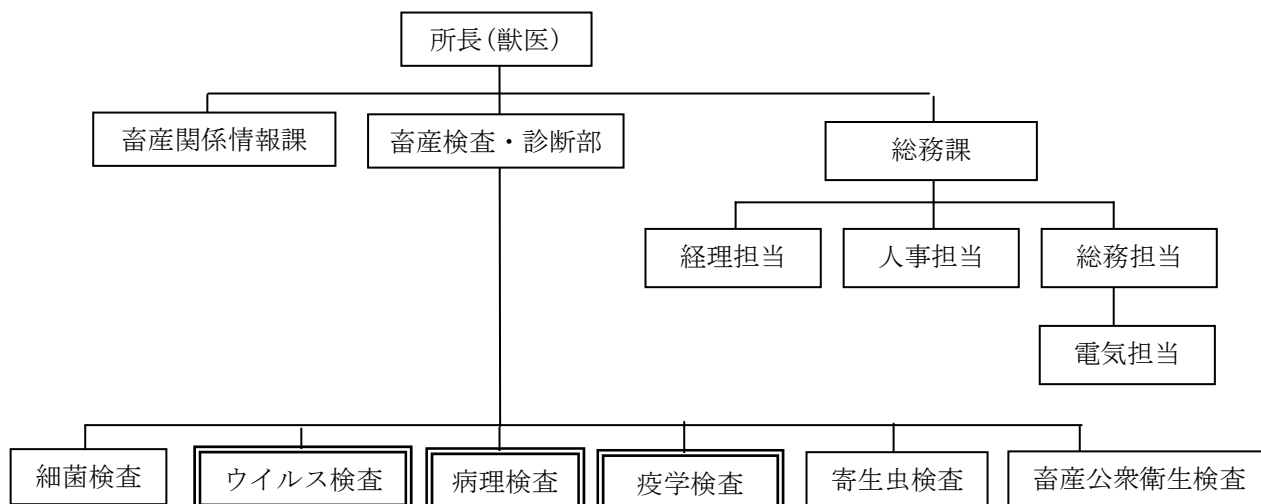 所長(獣医)
畜産関係情報課
畜産検査・診断部
総務課
経理担当
人事担当
総務担当
電気担当
細菌検査
ウイルス検査
病理検査
疫学検査
寄生虫検査
畜産公衆衛生検査